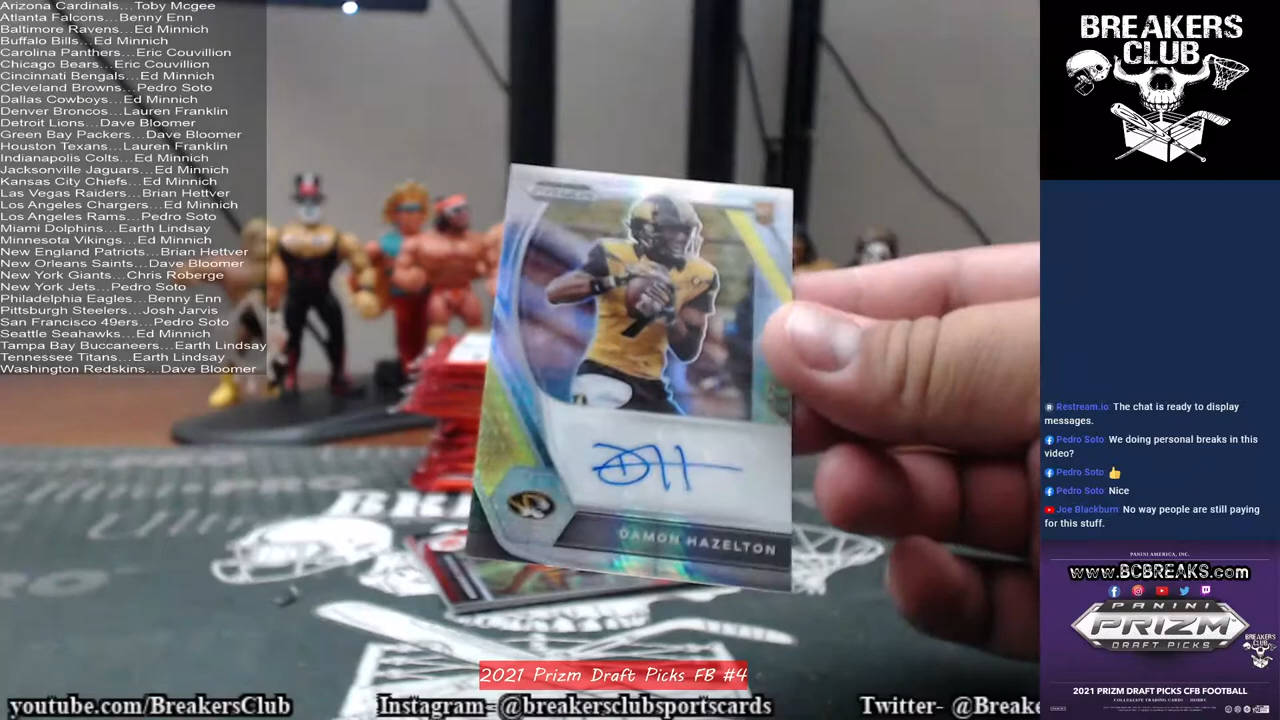 Arizona Cardinals...Toby Mcgee
Atlanta Falcons...Benny Enn
Baltimore Ravens...Ed Minnich
Buffalo Bills...Ed Minnich
Carolina Panthers...Eric Couvillion
Chicago Bears...Eric Couvillion
Cincinnati Bengals...Ed Minnich
Cleveland Browns...Pedro Soto
Dallas Cowboys...Ed Minnich
Denver Broncos...Lauren Franklin
Detroit Lions...Dave Bloomer
Green Bay Packers...Dave Bloomer
Houston Texans...Lauren Franklin
Indianapolis Colts...Ed Minnich
Jacksonville Jaguars...Ed Minnich
Kansas City Chiefs...Ed Minnich
Las Vegas Raiders...Brian Hettver
Los Angeles Chargers...Ed Minnich
Los Angeles Rams...Pedro Soto
Miami Dolphins...Earth Lindsay
Minnesota Vikings...Ed Minnich
New England Patriots...Brian Hettver
New Orleans Saints...Dave Bloomer
New York Giants...Chris Roberge
New York Jets...Pedro Soto
Philadelphia Eagles...Benny Enn
Pittsburgh Steelers...Josh Jarvis
San Francisco 49ers...Pedro Soto
Seattle Seahawks...Ed Minnich
Tampa Bay Buccaneers...Earth Lindsay
Tennessee Titans...Earth Lindsay
Washington Redskins...Dave Bloomer
DAMON HAZELTON
2021 Prizm Draft Picks FB #4
youtube.com/BreakersClub
Instagram - @breakersclubsportscards
Twitter- @Breake
BREAKERS
CLUB
Restream.io: The chat is ready to display
messages.
Pedro Soto: We doing personal breaks in this
video?
Pedro Soto: 👍
Pedro Soto: Nice
Joe Blackburn: No way people are still paying
for this stuff.
PANINI AMERICA, INC.
www.BCBREAKS.com
PANINI
PRIZM
DRAFT PICKS
BREAKERS
CLUB
2021 PRIZM DRAFT PICKS CFB FOOTBALL